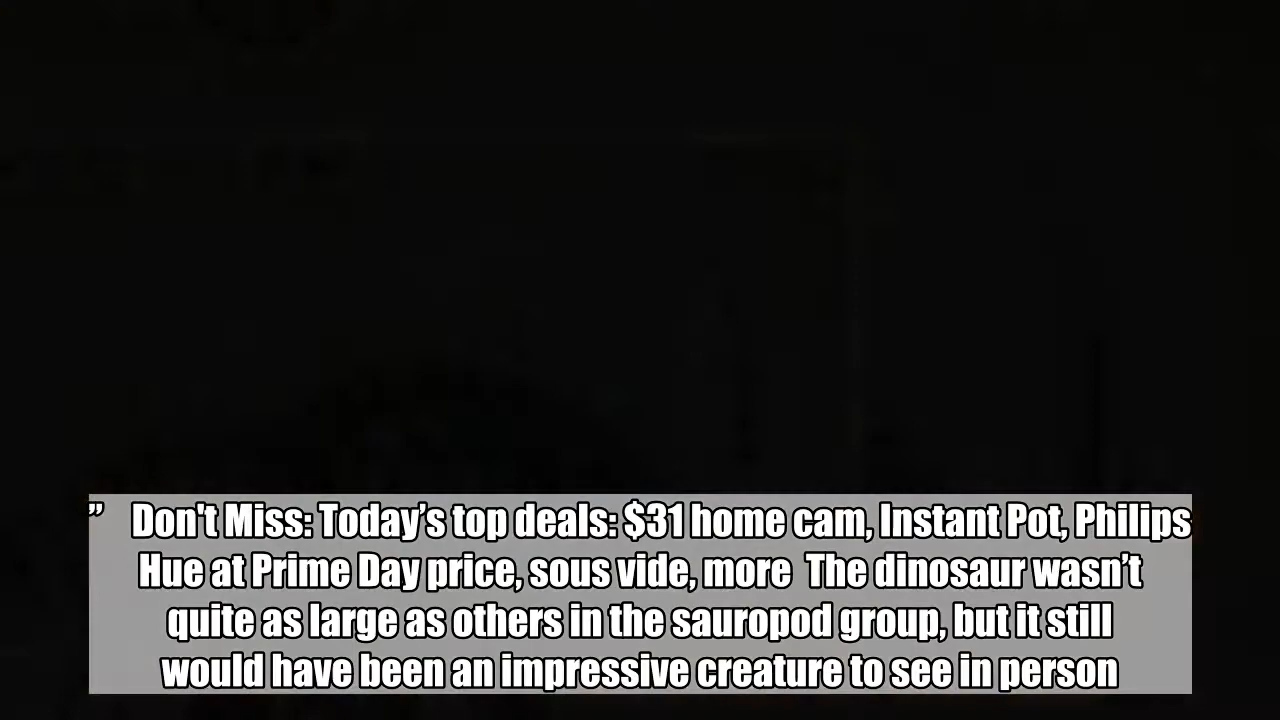 ” Don't Miss: Today’s top deals: $31 home cam, Instant Pot, Philips
Hue at Prime Day price, sous vide, more The dinosaur wasn’t
quite as large as others in the sauropod group, but it still
would have been an impressive creature to see in person